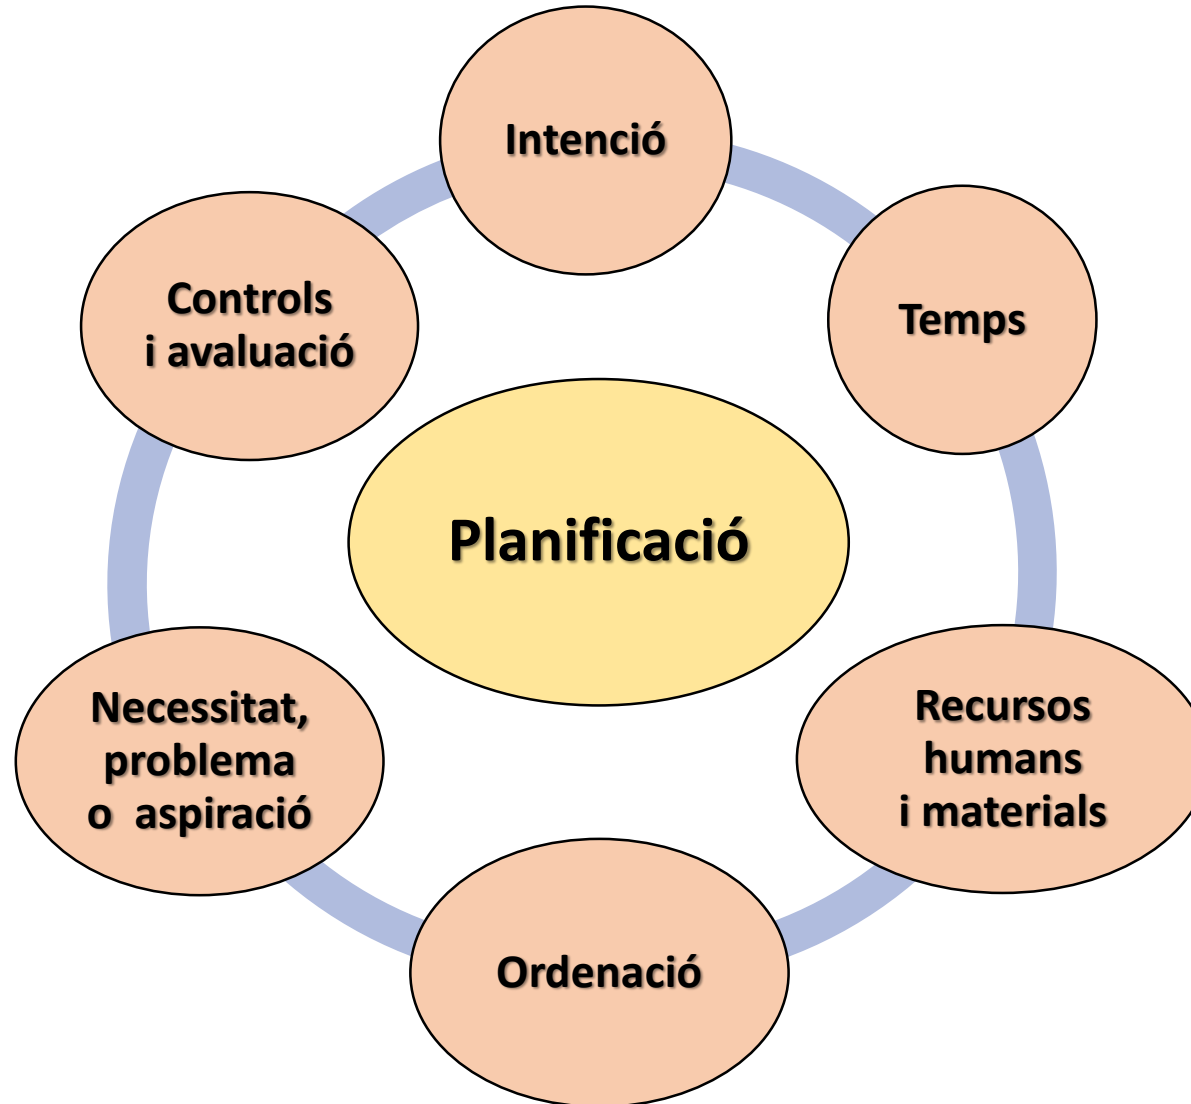 Intenció
Temps
Controls
i avaluació
Planificació
Recursos
humans
i materials
Necessitat,
problema
o aspiració
Ordenació